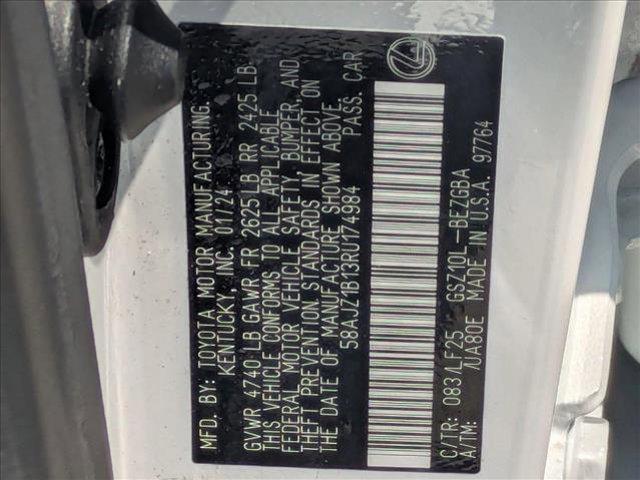 MFD. BY: TOYOTA MOTOR MANUFACTURING.
KENTUCKY, INC. 01/24
GVWR 4740 LB GAWR FR 2625 LB RR 2425 LB
THIS VEHICLE CONFORMS TO ALL APPLICABLE
FEDERAL MOTOR VEHICLE SAFETY, BUMPER, AND
THEFT PREVENTION STANDARDS IN EFFECT ON
THE DATE OF MANUFACTURE SHOWN ABOVE.
58AJZ1B13RU174984 PASS. CAR
C/TR: 083/LF25 GSZ10L-BEZGBA
A/TM: /UA80E MADE IN U.S.A. 97764